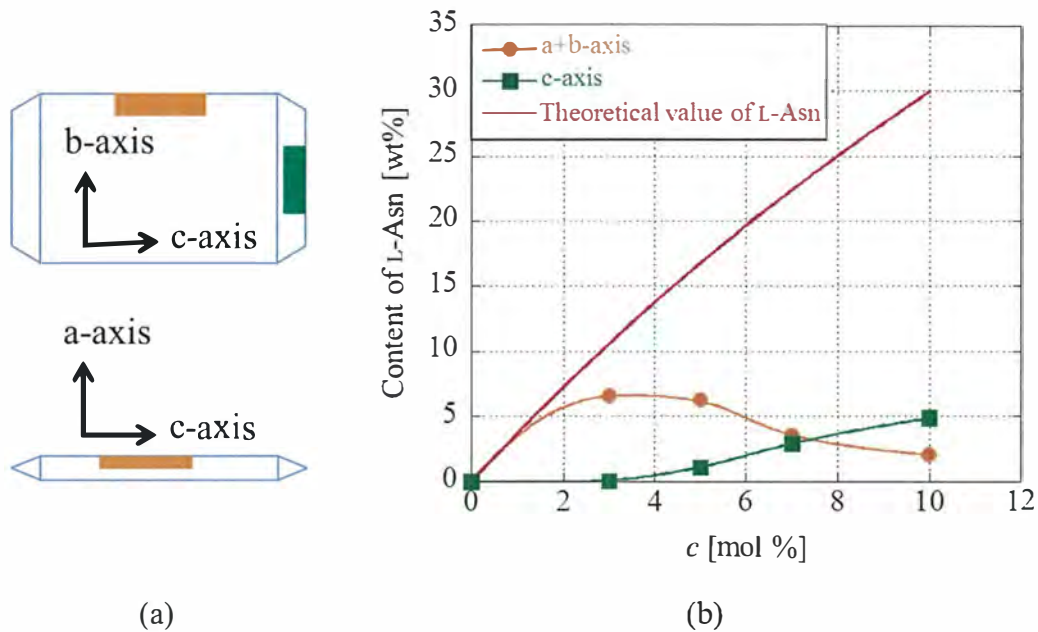 b-axis
c-axis
a-axis
c-axis
(a)
35
30
25
20
15
10
5
0
Content of L-Asn [wt%]
a+b-axis
c-axis
Theoretical value of L-Asn
0 2 4 6 8 10 12
c [mol %]
(b)